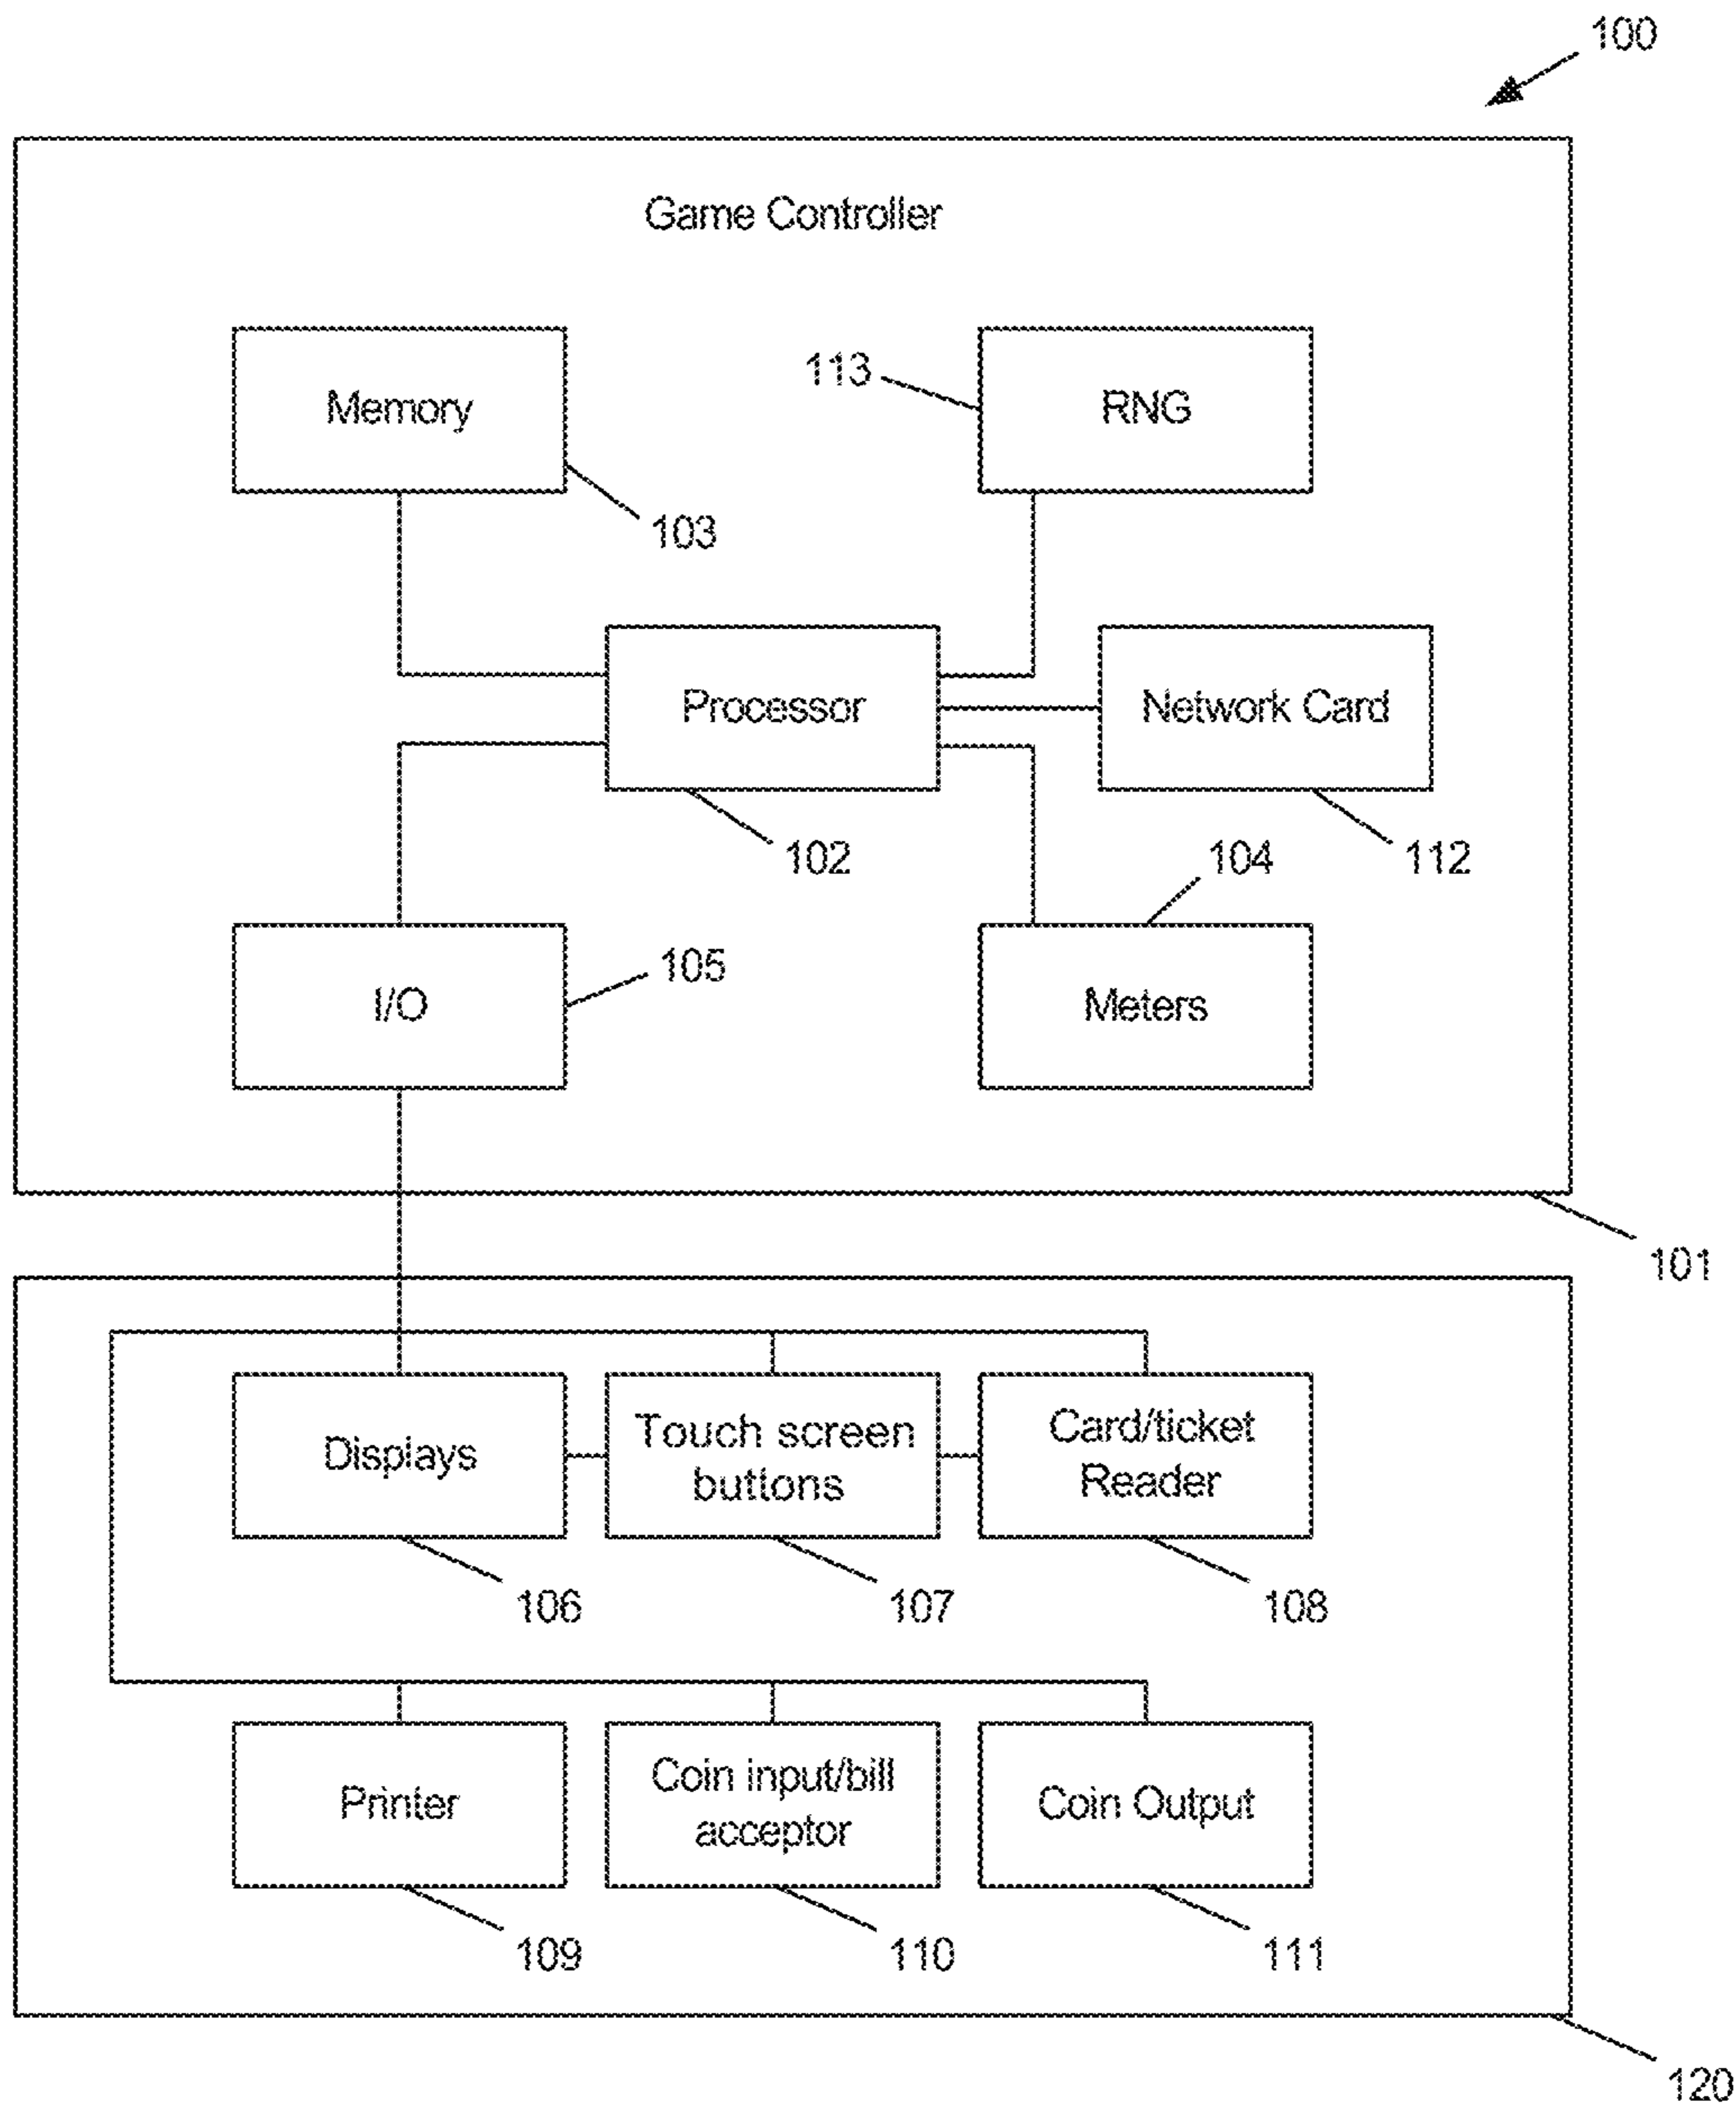 100
Game Controller
Memory
113
RNG
103
Processor
Network Card
102
104
112
I/O
105
Meters
101
Displays
Touch screen
buttons
Card/ticket
Reader
106
107
108
Printer
Coin input/bill
acceptor
Coin Output
109
110
111
120